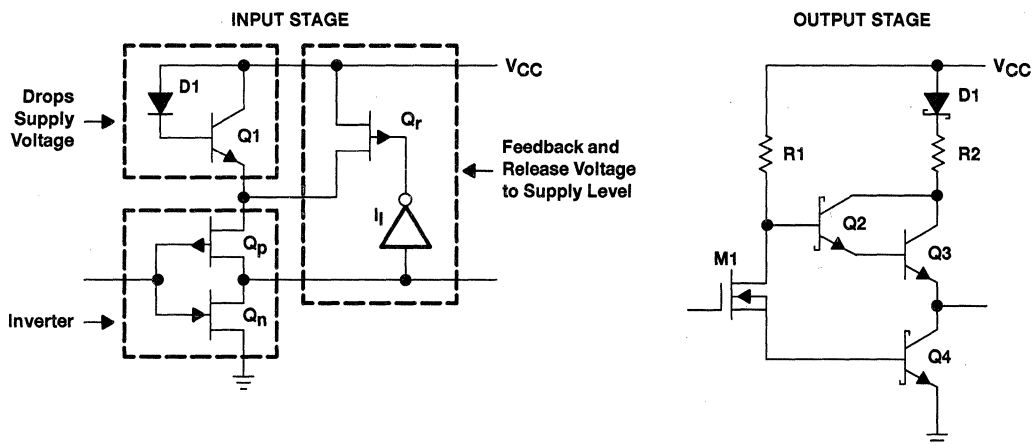 INPUT STAGE
OUTPUT STAGE
Drops
Supply
Voltage
D1
Q1
Qr
VCC
Feedback and
Release Voltage
to Supply Level
II
Qp
Qn
Inverter
VCC
D1
R1
R2
Q2
Q3
M1
Q4